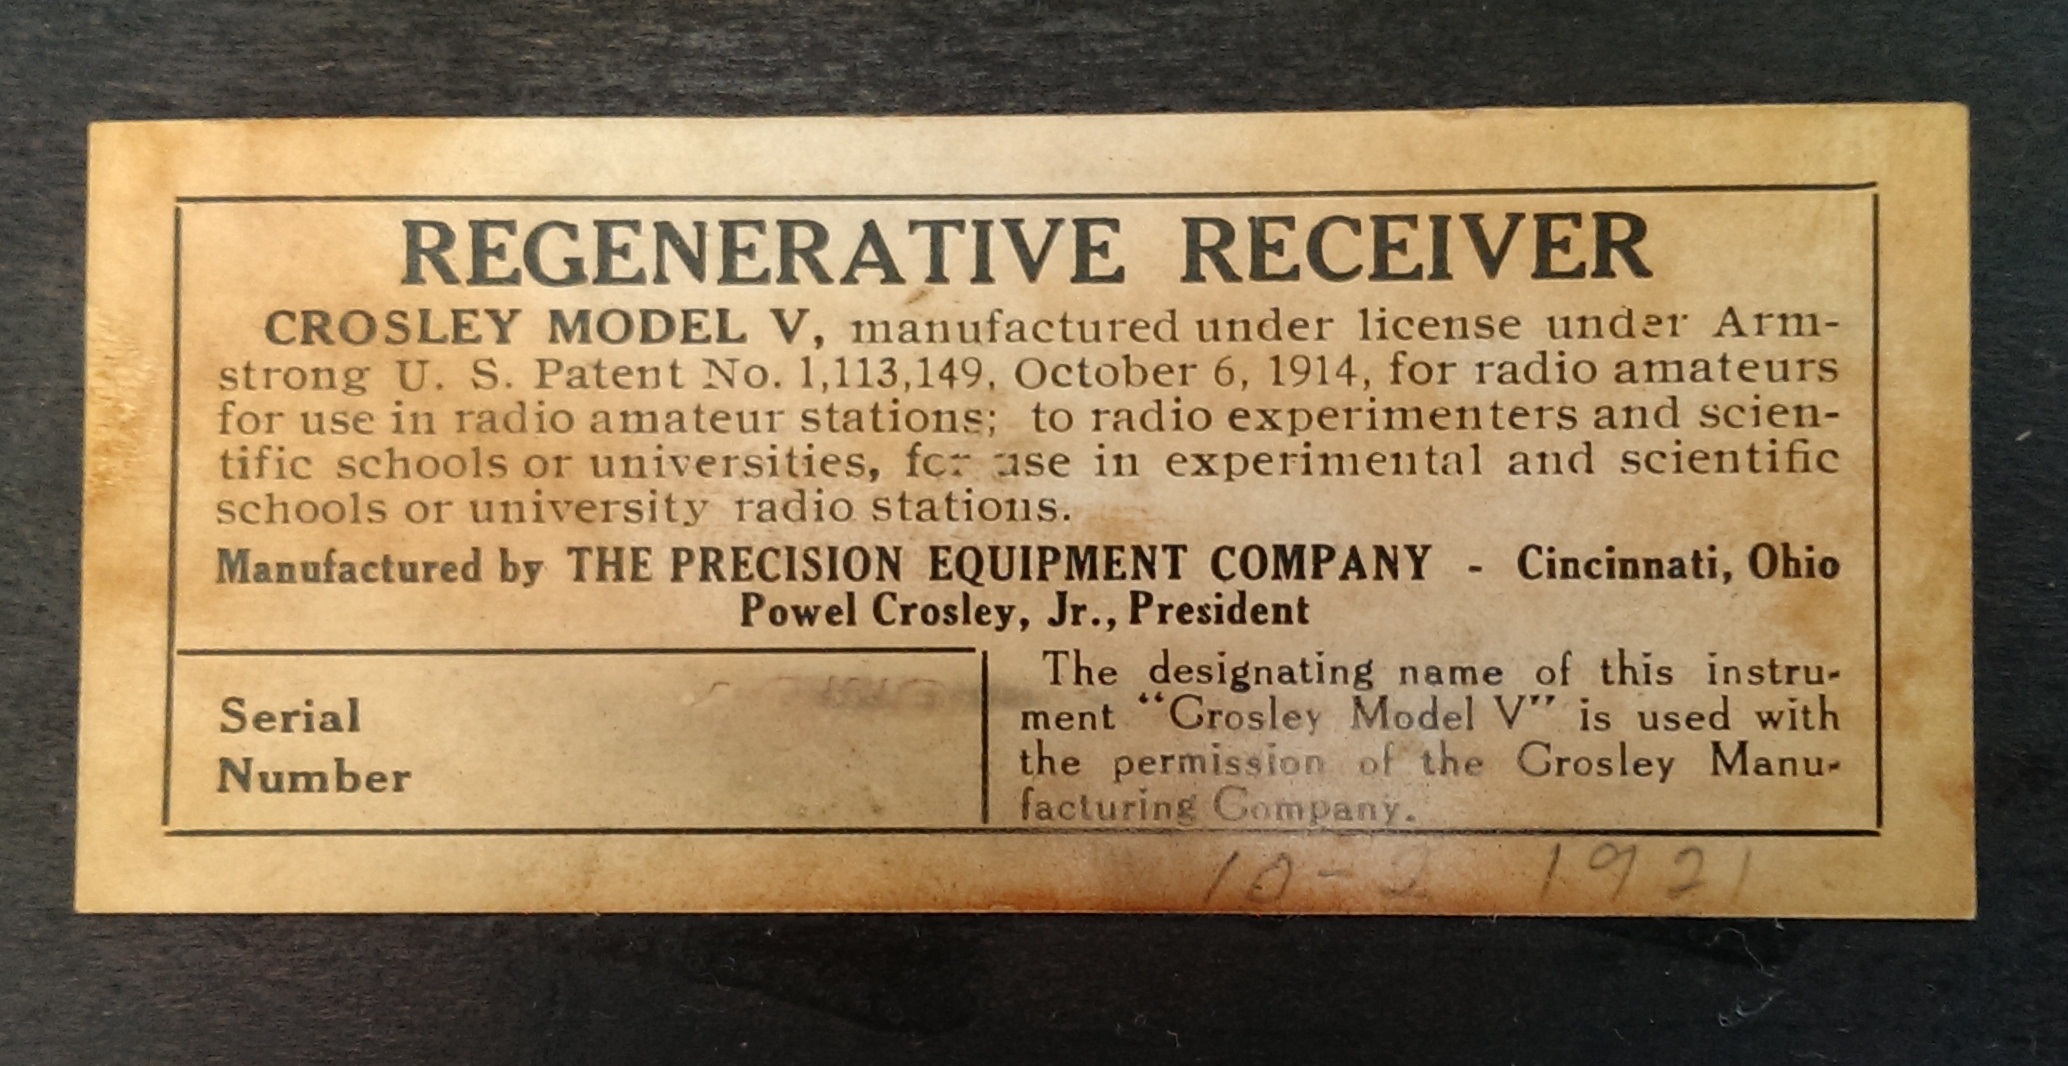 REGENERATIVE RECEIVER
CROSLEY MODEL V, manufactured under license under Arm-
strong U. S. Patent No. 1,113,149, October 6, 1914, for radio amateurs
for use in radio amateur stations; to radio experimenters and scien-
tific schools or universities, for use in experimental and scientific
schools or university radio stations.
Manufactured by THE PRECISION EQUIPMENT COMPANY - Cincinnati, Ohio
Powel Crosley, Jr., President
Serial
Number
The designating name of this instru-
ment "Crosley Model V" is used with
the permission of the Crosley Manu-
facturing Company.
10-2 1921